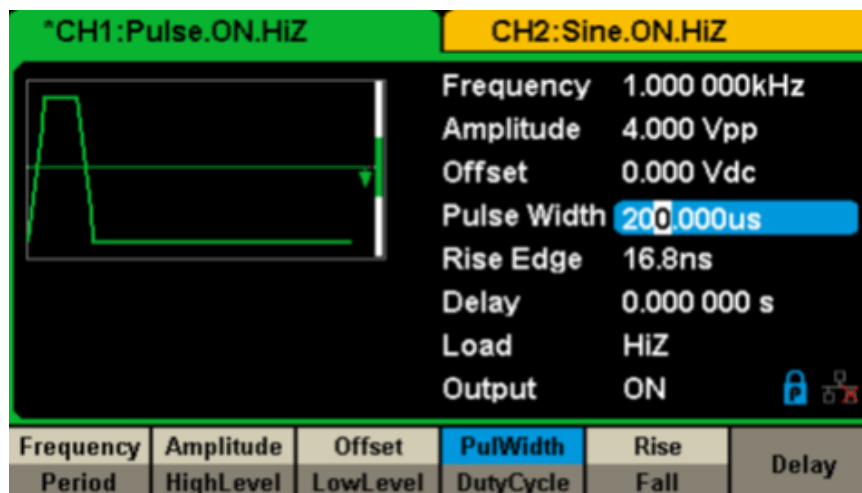 *CH1:Pulse.ON.HiZ CH2:Sine.ON.HiZ
Frequency 1.000 000kHz
Amplitude 4.000 Vpp
Offset 0.000 Vdc
Pulse Width 200.000us
Rise Edge 16.8ns
Delay 0.000 000 s
Load HiZ
Output ON P
Frequency Amplitude Offset PulWidth Rise Delay
Period HighLevel LowLevel DutyCycle Fall